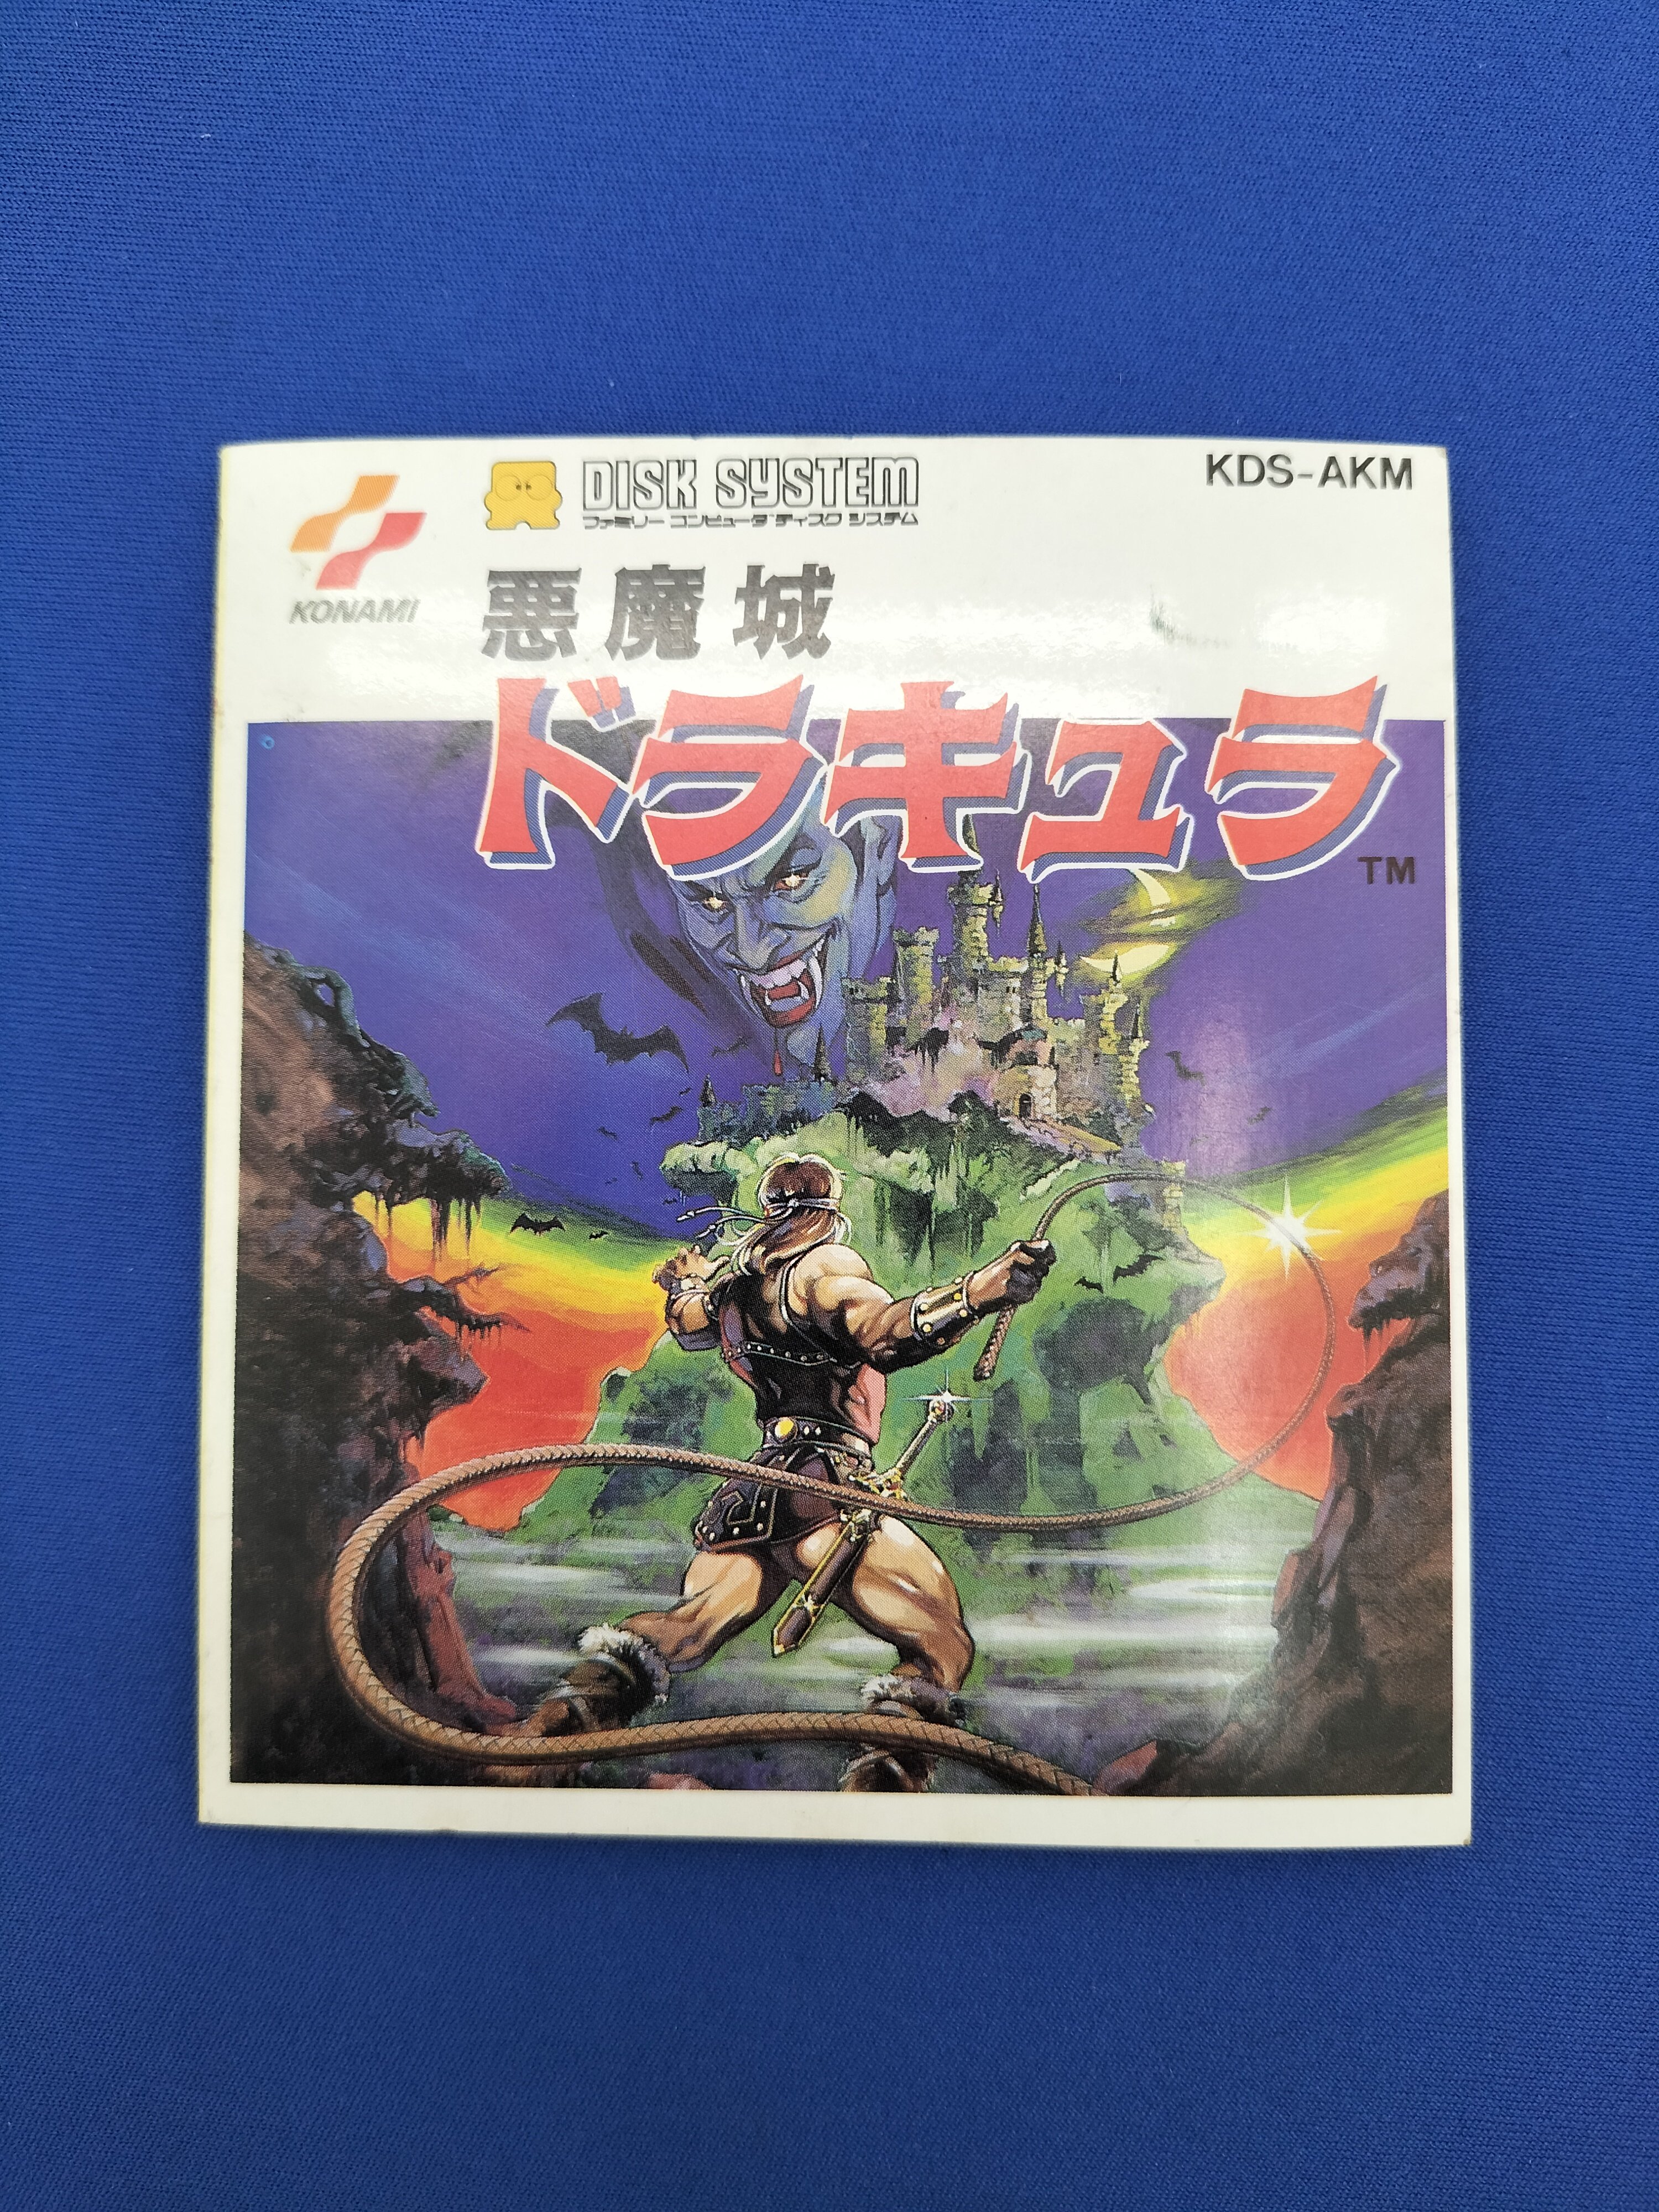 KONAMI
DISK SYSTEM
ファミリー コンピュータ ディスク システム
KDS-AKM
悪魔城
ドラキュラ
TM